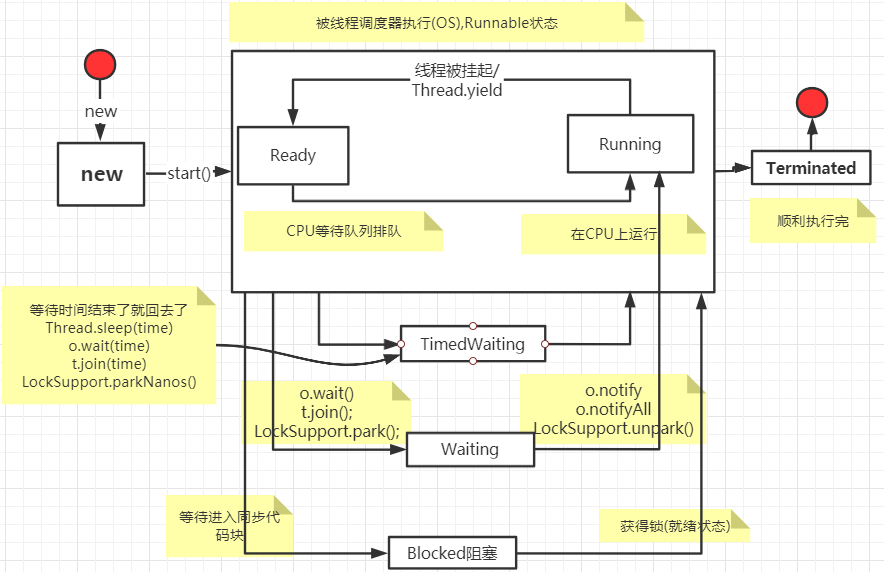 被线程调度器执行(OS),Runnable状态
线程被挂起/
Thread.yield
new
new
start()
Ready
Running
Terminated
CPU等待队列排队
在CPU上运行
顺利执行完
等待时间结束了就回去了
Thread.sleep(time)
o.wait(time)
t.join(time)
LockSupport.parkNanos()
TimedWaiting
o.wait()
t.join();
LockSupport.park();
o.notify
o.notifyAll
LockSupport.unpark()
Waiting
等待进入同步代
码块
获得锁(就绪状态)
Blocked阻塞